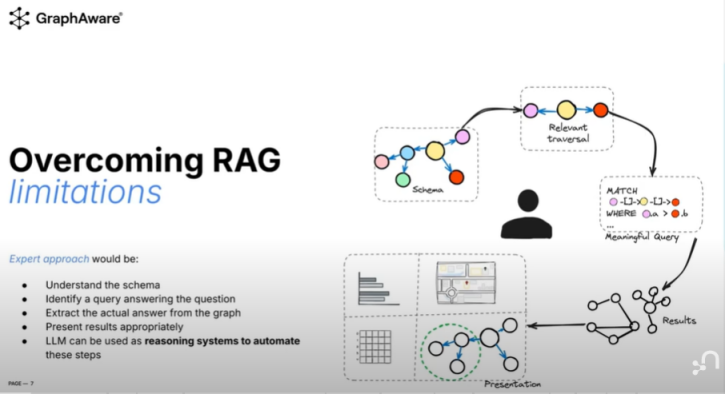 GraphAware®
Overcoming RAG
limitations
Expert approach would be:
● Understand the schema
● Identify a query answering the question
● Extract the actual answer from the graph
● Present results appropriately
● LLM can be used as reasoning systems to automate
these steps
PAGE — 7
Schema
Relevant
traversal
MATCH
-[]-> -[]->
WHERE .a > .b
...
Meaningful Query
Results
Presentation